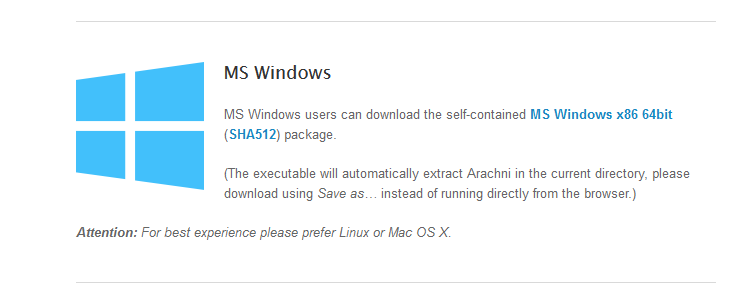 MS Windows
MS Windows users can download the self-contained MS Windows x86 64bit
(SHA512) package.
(The executable will automatically extract Arachni in the current directory, please
download using Save as… instead of running directly from the browser.)
Attention: For best experience please prefer Linux or Mac OS X.